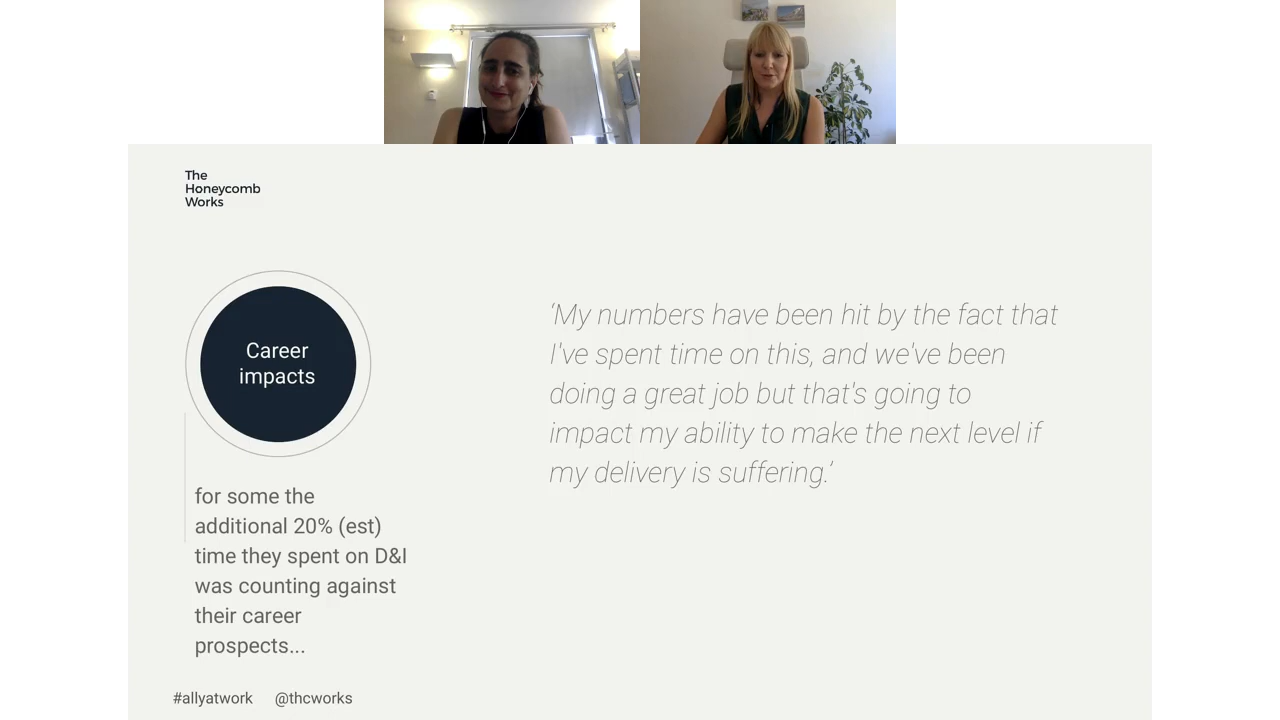 The
Honeycomb
Works
Career
impacts
for some the
additional 20% (est)
time they spent on D&I
was counting against
their career
prospects...
‘My numbers have been hit by the fact that
I've spent time on this, and we've been
doing a great job but that's going to
impact my ability to make the next level if
my delivery is suffering.’
#allyatwork @thcworks